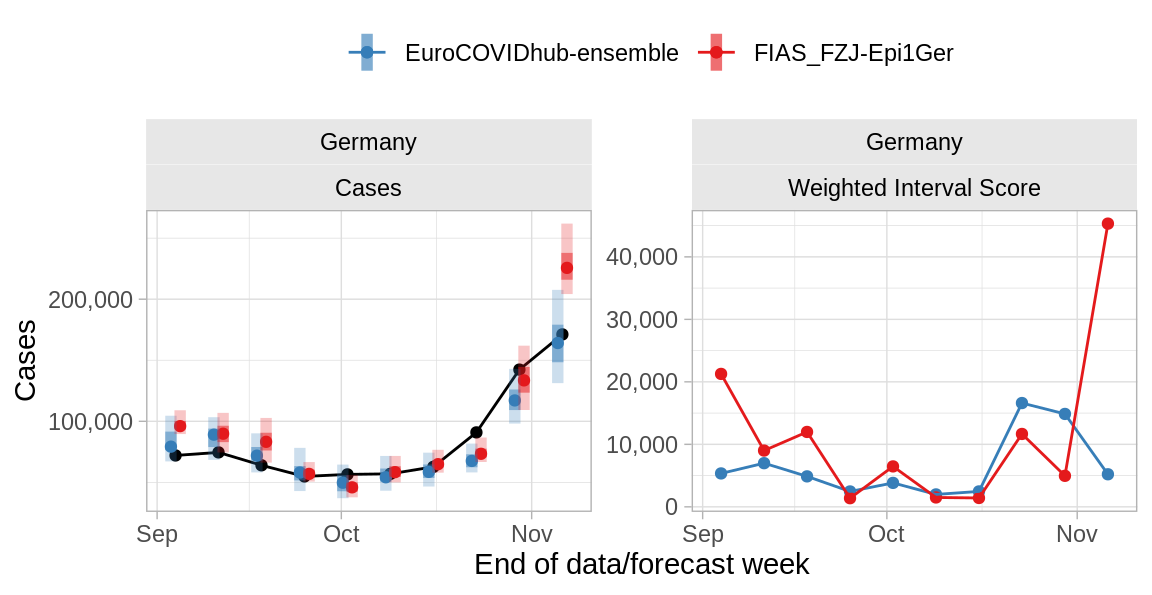 EuroCOVIDhub-ensemble FIAS_FZJ-Epi1Ger
Germany Germany
Cases Weighted Interval Score
Cases
200,000
100,000
40,000
30,000
20,000
10,000
0
Sep Oct Nov Sep Oct Nov
End of data/forecast week